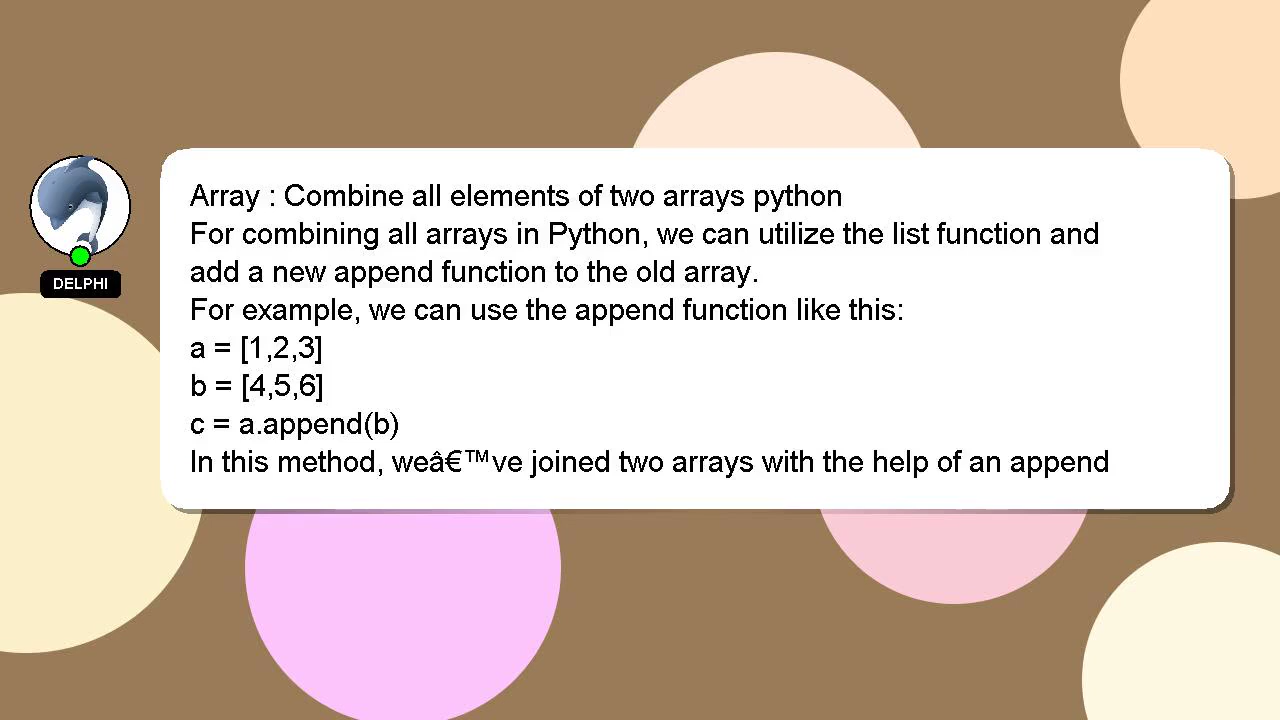 DELPHI
Array : Combine all elements of two arrays python
For combining all arrays in Python, we can utilize the list function and
add a new append function to the old array.
For example, we can use the append function like this:
a = [1,2,3]
b = [4,5,6]
c = a.append(b)
In this method, weâ€™ve joined two arrays with the help of an append